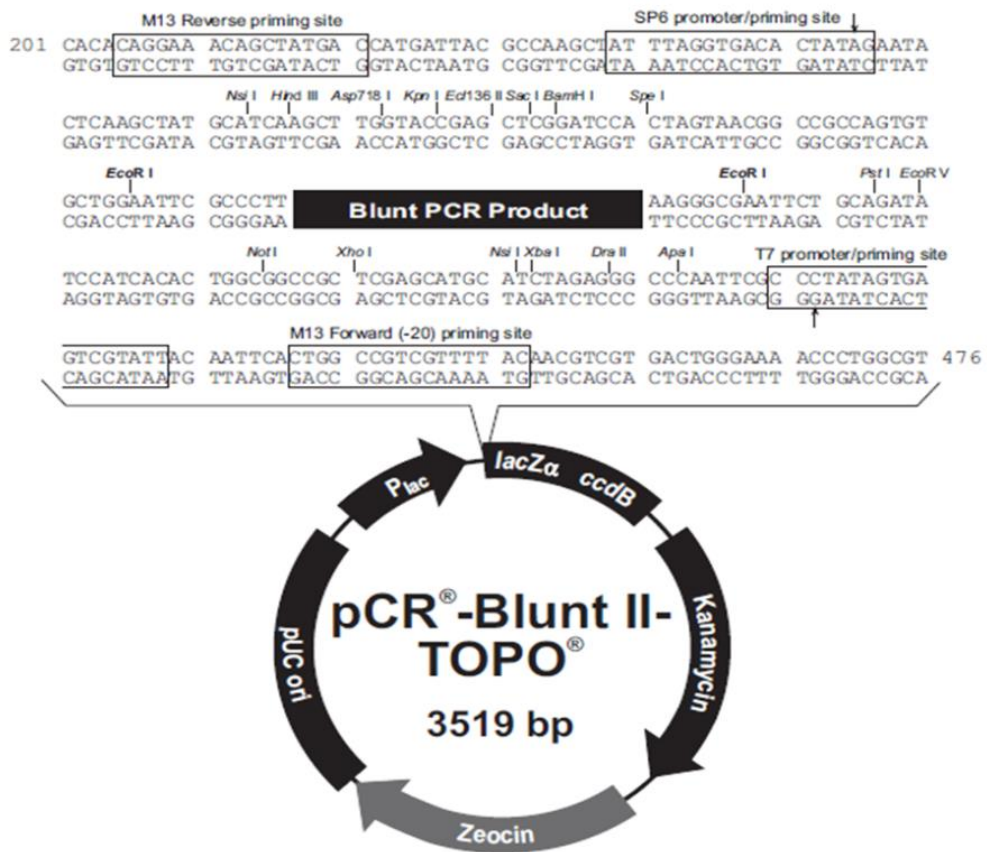 M13 Reverse priming site SP6 promoter/priming site
201 CACACAGGAA ACAGCTATGAC CATGATTAC GCCAAGCTAT TTAGGTGACA CTATAGAATA
GTGTGTCCTT TGTCGATACTG GTACTAATG CGGTTCGATA AATCCACTGT GATATCTTAT
Nsi I Hind III Asp718 I Kpn I Ecl136 II Sac I BamH I Spe I
CTCAAGCTAT GCATCAAGCT TGGTACCGAG CTCGGATCCA CTAGTAACGG CCGCCAGTGT
GAGTTCGATA CGTAGTTCGA ACCATGGCTC GAGCCTAGGT GATCATTGCC GGCGGTCACA
EcoR I EcoR I Pst I EcoR V
GCTGGAATTC GCCCTT Blunt PCR Product AAGGGCGAATTCT GCAGATA
CGACCTTAAG CGGGAA TTCCCGCTTAAGA CGTCTAT
Not I Xho I Nsi I Xba I Dra II Apa I T7 promoter/priming site
TCCATCACAC TGGCGGCCGC TCGAGCATGC ATCTAGAGGG CCCAATTCGC CCTATAGTGA
AGGTAGTGTG ACCGCCGGCG AGCTCGTACG TAGATCTCCC GGGTTAAGCG GGATATCACT
M13 Forward (-20) priming site
GTCGTATTAC AATTCACTGG CCGTCGTTTT ACAACGTCGT GACTGGGAAA ACCCTGGCGT 476
CAGCATAATG TTAAGTGACC GGCAGCAAAA TGTTGCAGCA CTGACCCTTT TGGGACCGCA
Plac lacZα ccdB
pUC ori Kanamycin
pCR®-Blunt II-
TOPO®
3519 bp
Zeocin